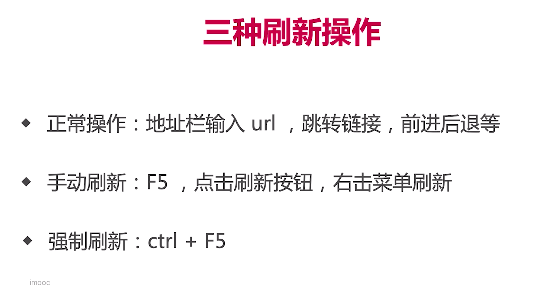 三种刷新操作
正常操作：地址栏输入 url ，跳转链接，前进后退等
手动刷新：F5 ，点击刷新按钮，右击菜单刷新
强制刷新：ctrl + F5
imooc